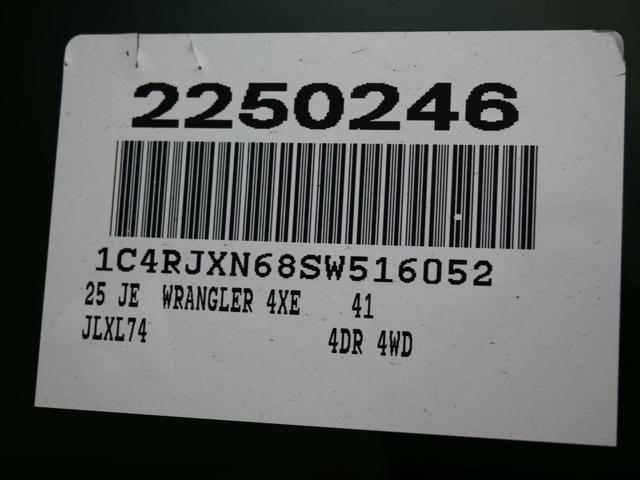 2250246
1C4RJXN68SW516052
25 JE WRANGLER 4XE 41
JLXL74 4DR 4WD